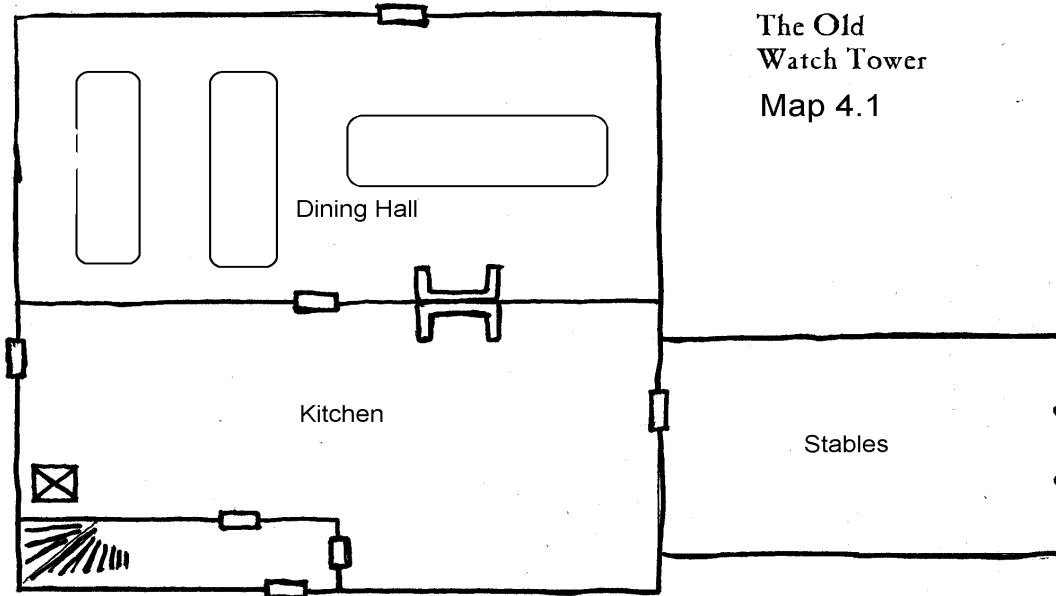 The Old
Watch Tower
Map 4.1
Dining Hall
Kitchen
Stables